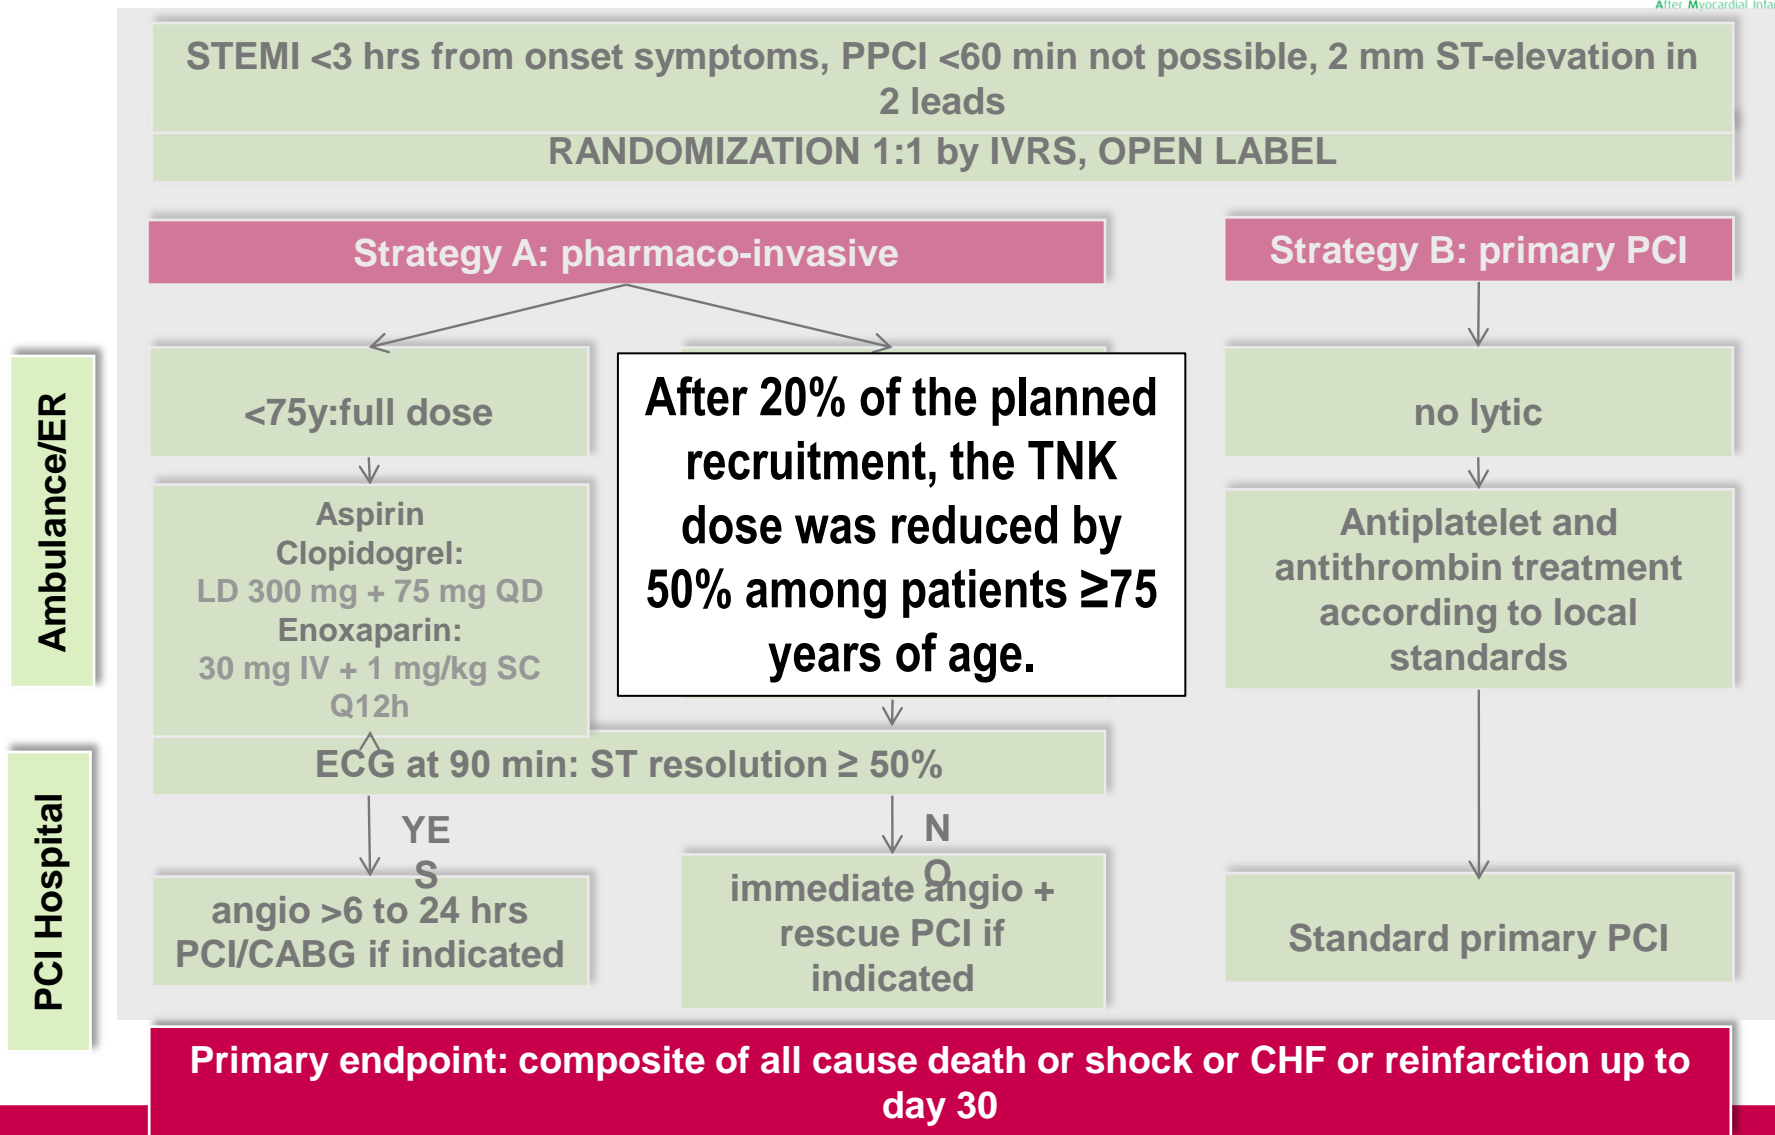 After Myocardial
STEMI <3 hrs from onset symptoms, PPCI <60 min not possible, 2 mm ST-elevation in
2 leads
RANDOMIZATION 1:1 by IVRS, OPEN LABEL
Strategy A: pharmaco-invasive
Strategy B: primary PCI
Ambulance/ER
<75y:full dose
After 20% of the planned
recruitment, the TNK
dose was reduced by
50% among patients ≥75
years of age.
no lytic
Aspirin
Clopidogrel:
LD 300 mg + 75 mg QD
Enoxaparin:
30 mg IV + 1 mg/kg SC
Q12h
Antiplatelet and
antithrombin treatment
according to local
standards
ECG at 90 min: ST resolution ≥ 50%
PCI Hospital
YE
S
N
O
angio >6 to 24 hrs
PCI/CABG if indicated
immediate angio +
rescue PCI if
indicated
Standard primary PCI
Primary endpoint: composite of all cause death or shock or CHF or reinfarction up to
day 30